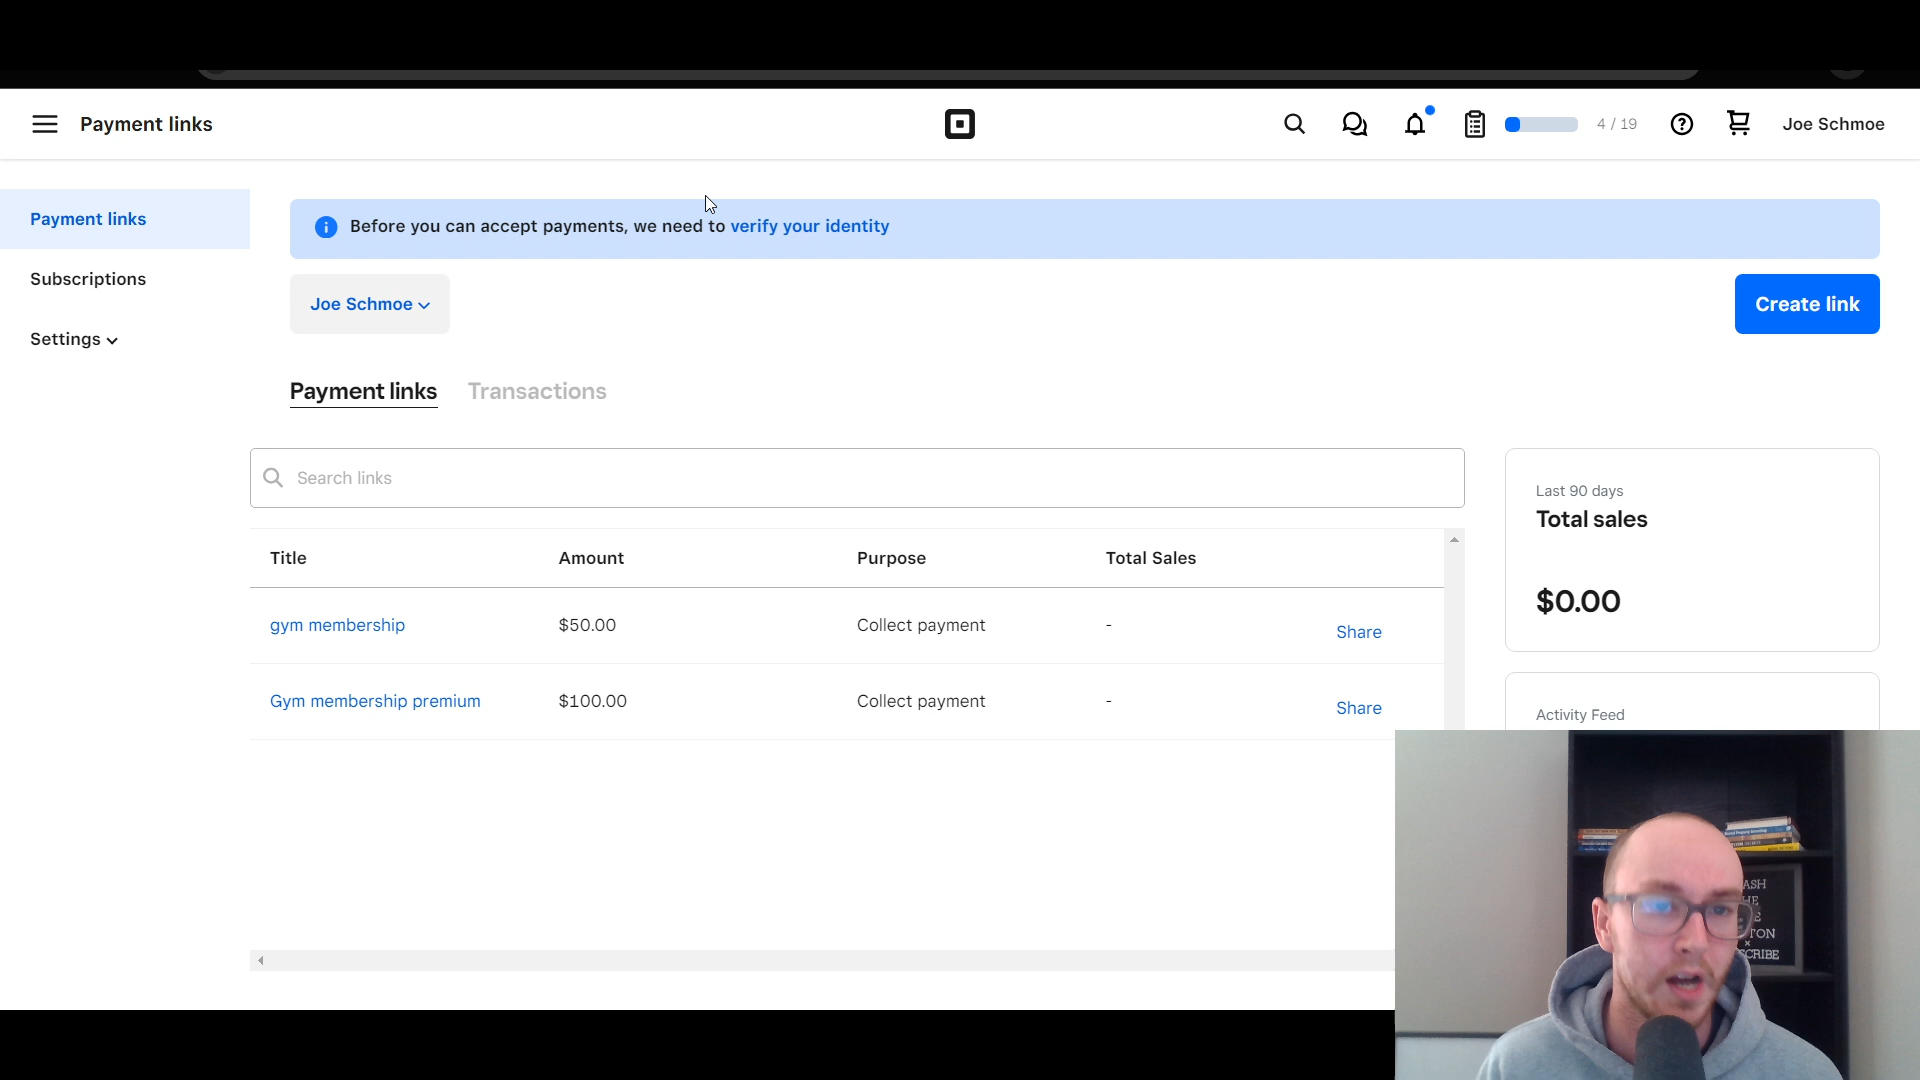 Payment links
4 / 19
Joe Schmoe
Payment links
Subscriptions
Settings
Before you can accept payments, we need to verify your identity
Joe Schmoe
Create link
Payment links
Transactions
Search links
Title
Amount
Purpose
Total Sales
gym membership
$50.00
Collect payment
-
Share
Gym membership premium
$100.00
Collect payment
-
Share
Last 90 days
Total sales
$0.00
Activity Feed